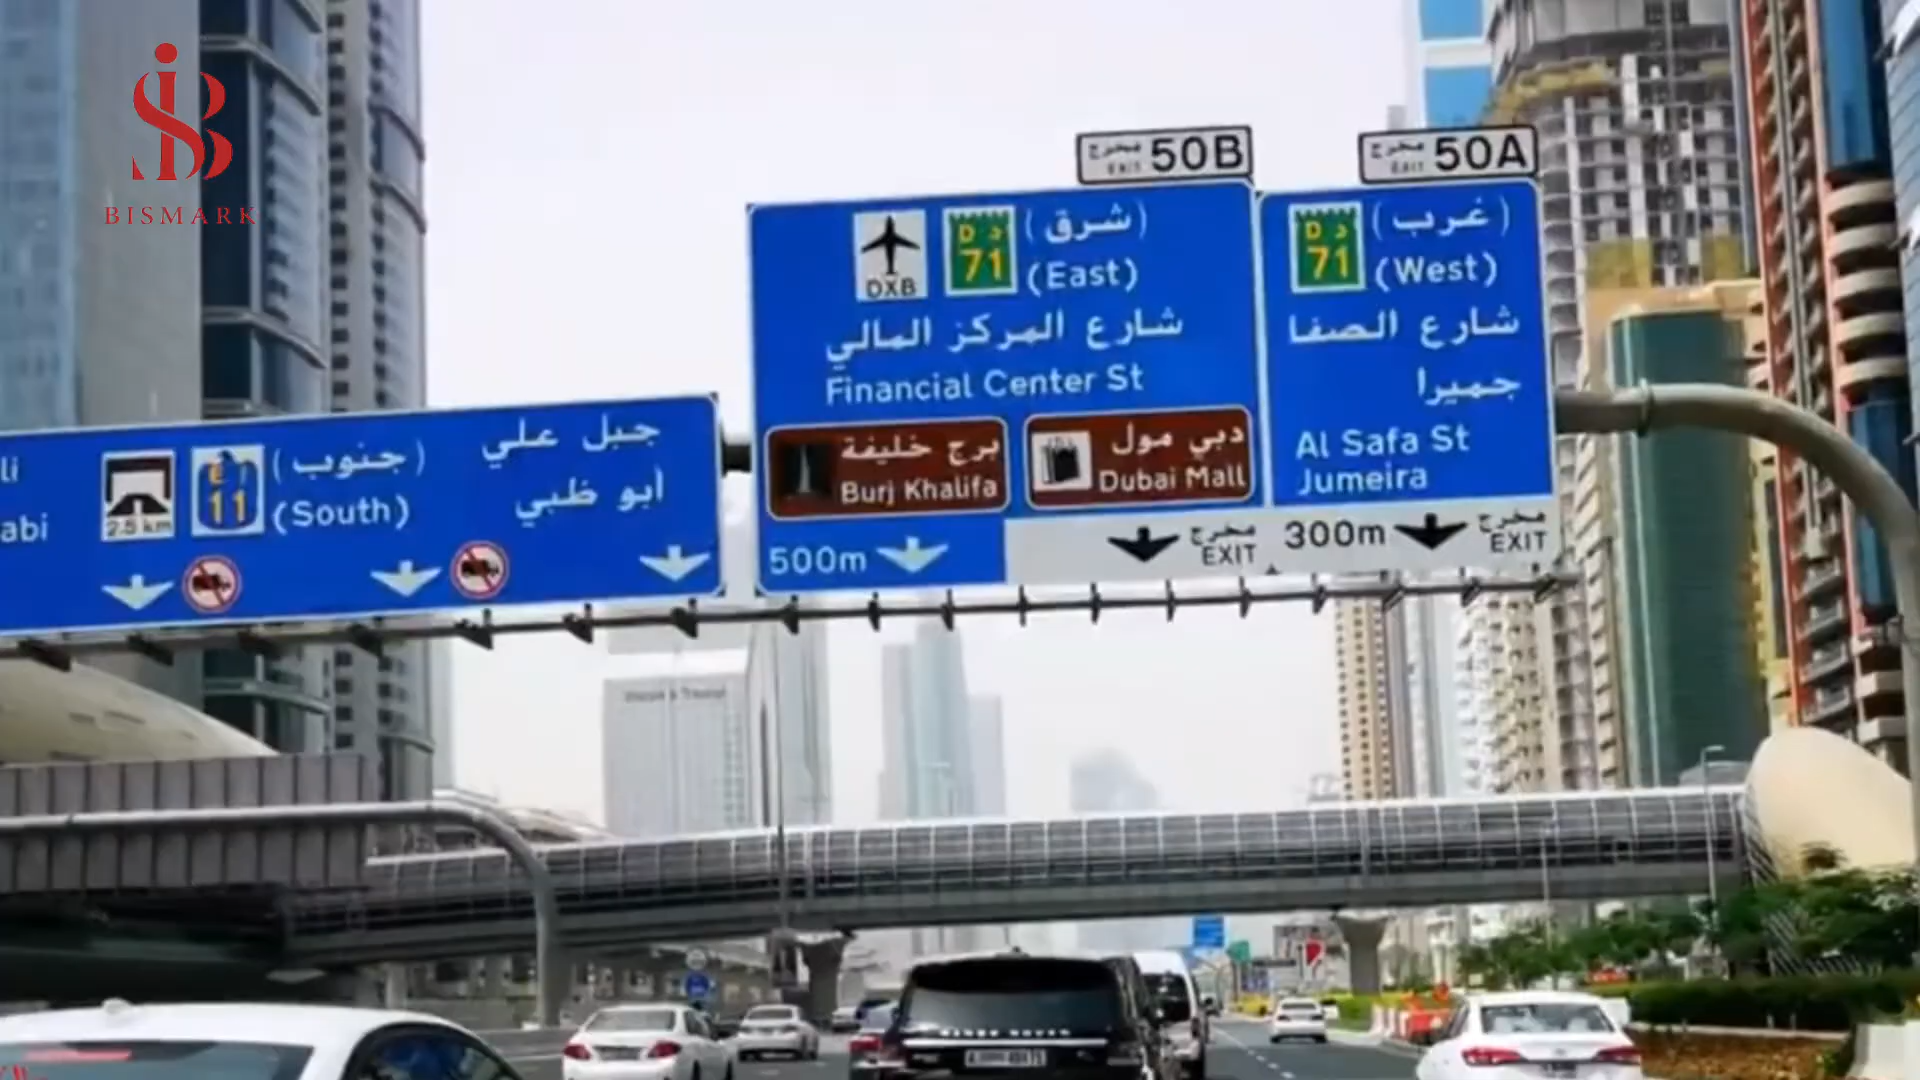 BISMARK
مخرج
EXIT 50B
مخرج
EXIT 50A
DXB
D د
71
(شرق)
(East)
شارع المركز المالي
Financial Center St
برج خليفة
Burj Khalifa
دبي مول
Dubai Mall
500m
مخرج
EXIT
D د
71
(غرب)
(West)
شارع الصفا
جميرا
Al Safa St
Jumeira
300m
مخرج
EXIT
li
abi
2.5 km
11
(جنوب)
(South)
جبل علي
أبو ظبي